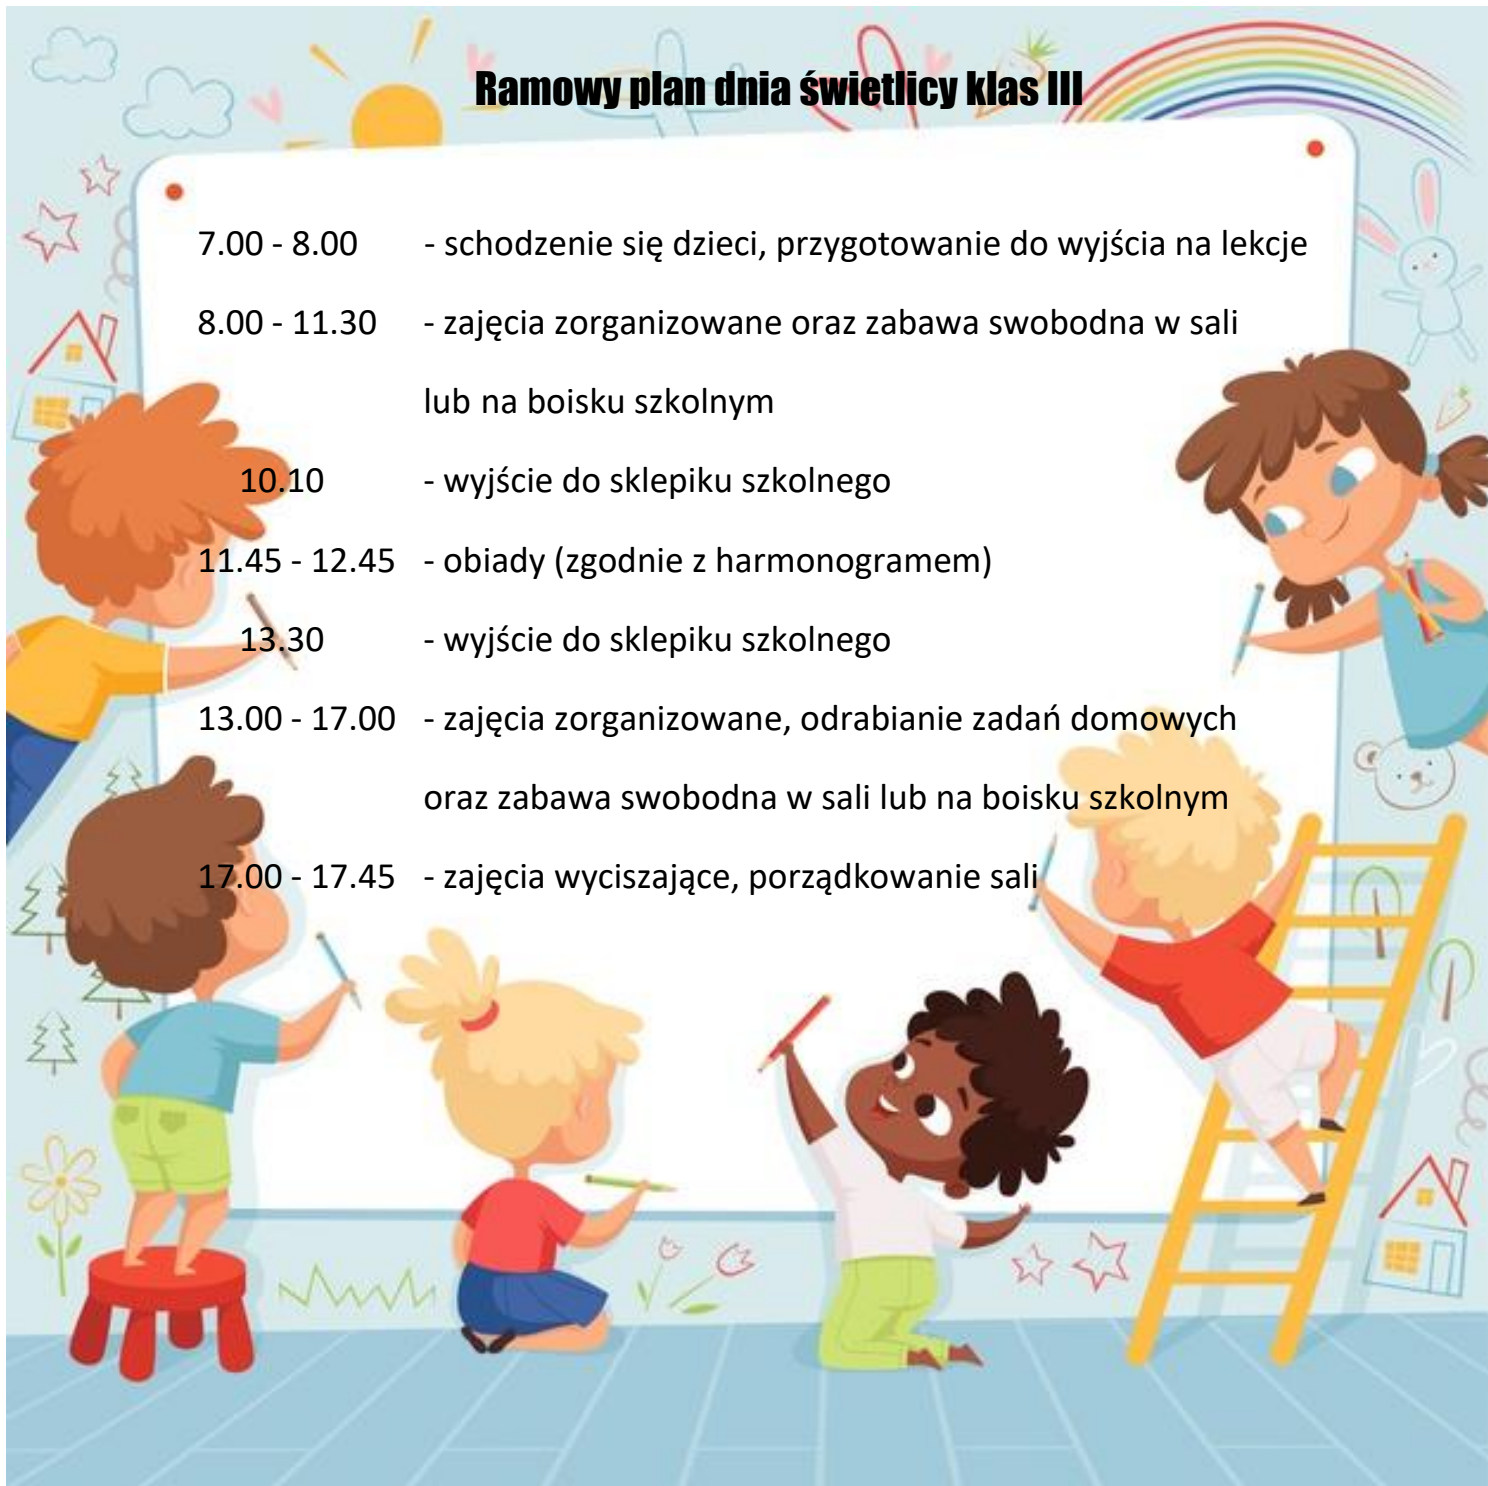 Ramowy plan dnia świetlicy klas III
7.00 - 8.00 - schodzenie się dzieci, przygotowanie do wyjścia na lekcje
8.00 - 11.30 - zajęcia zorganizowane oraz zabawa swobodna w sali
lub na boisku szkolnym
10.10 - wyjście do sklepiku szkolnego
11.45 - 12.45 - obiady (zgodnie z harmonogramem)
13.30 - wyjście do sklepiku szkolnego
13.00 - 17.00 - zajęcia zorganizowane, odrabianie zadań domowych
oraz zabawa swobodna w sali lub na boisku szkolnym
17.00 - 17.45 - zajęcia wyciszające, porządkowanie sali